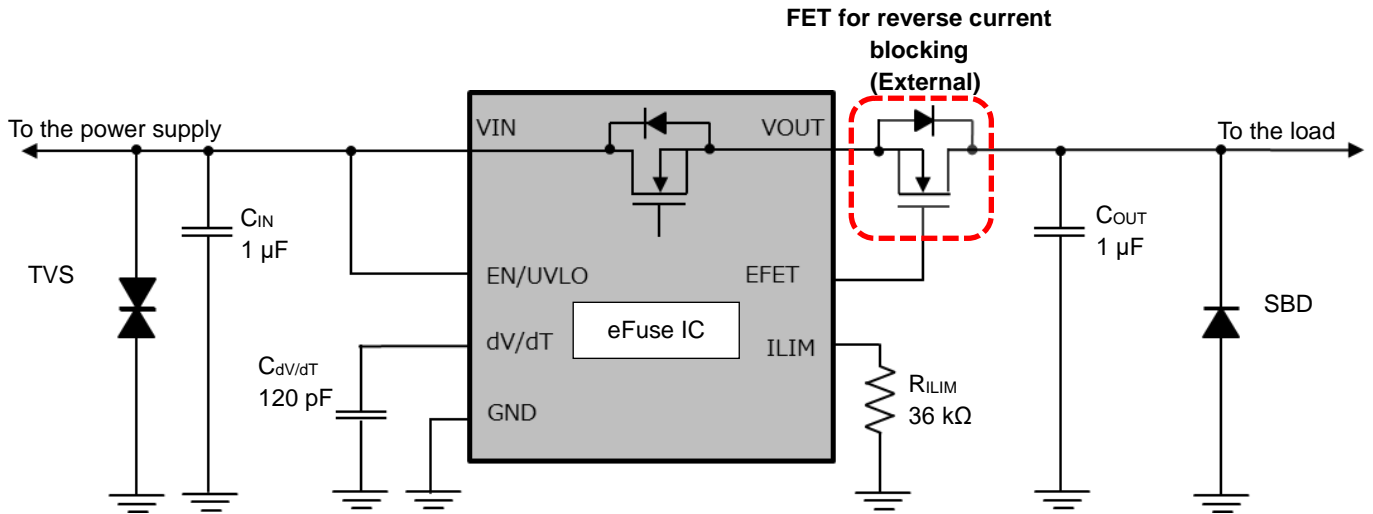 FET for reverse current
blocking
(External)
To the power supply
VIN
VOUT
To the load
CIN
1 µF
COUT
1 µF
TVS
EN/UVLO
EFET
SBD
eFuse IC
dV/dT
ILIM
CdV/dT
120 pF
RILIM
36 kΩ
GND